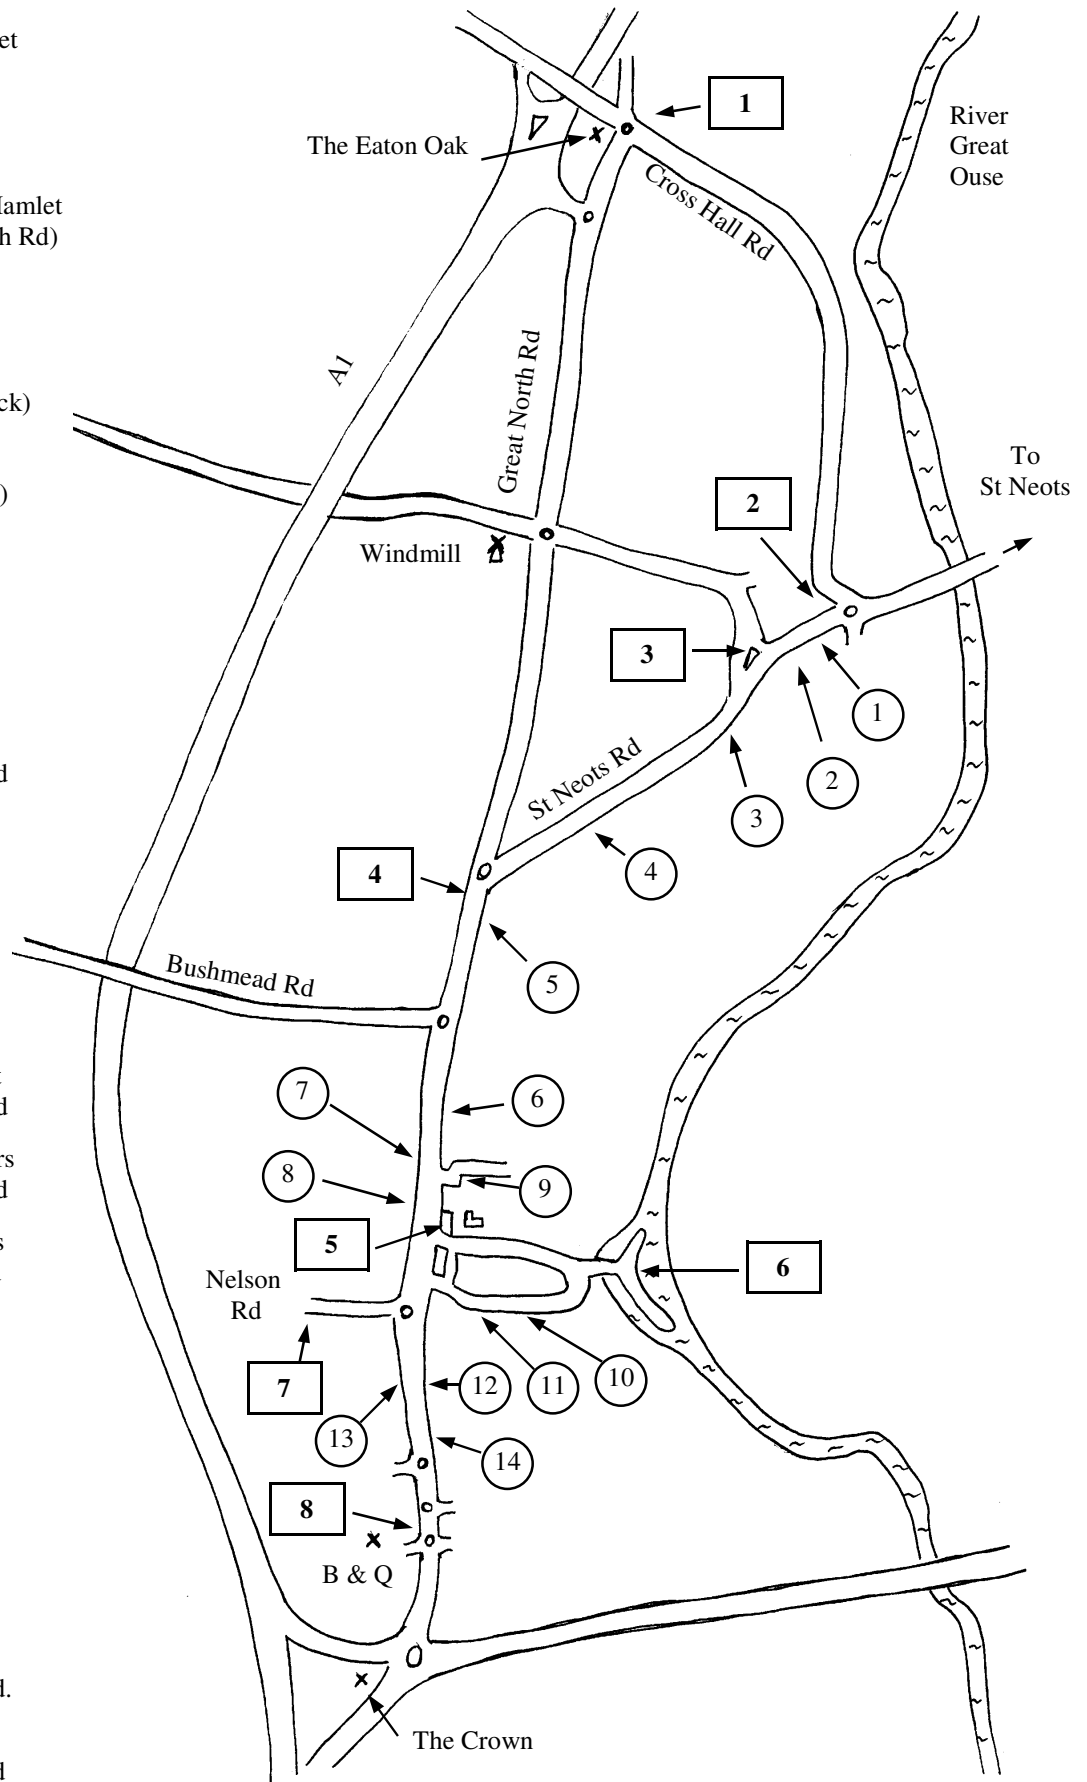 et
1
River
Great
Ouse
The Eaton Oak
Cross Hall Rd
Hamlet
h Rd)
A1
Great North Rd
ck)
To
St Neots
)
2
Windmill
3
1
2
St Neots Rd
3
d
4
4
Bushmead Rd
5
7
6
d
8
9
rs
d
5
s
6
Nelson
Rd
7
12
11
10
13
14
8
B & Q
d.
The Crown
d